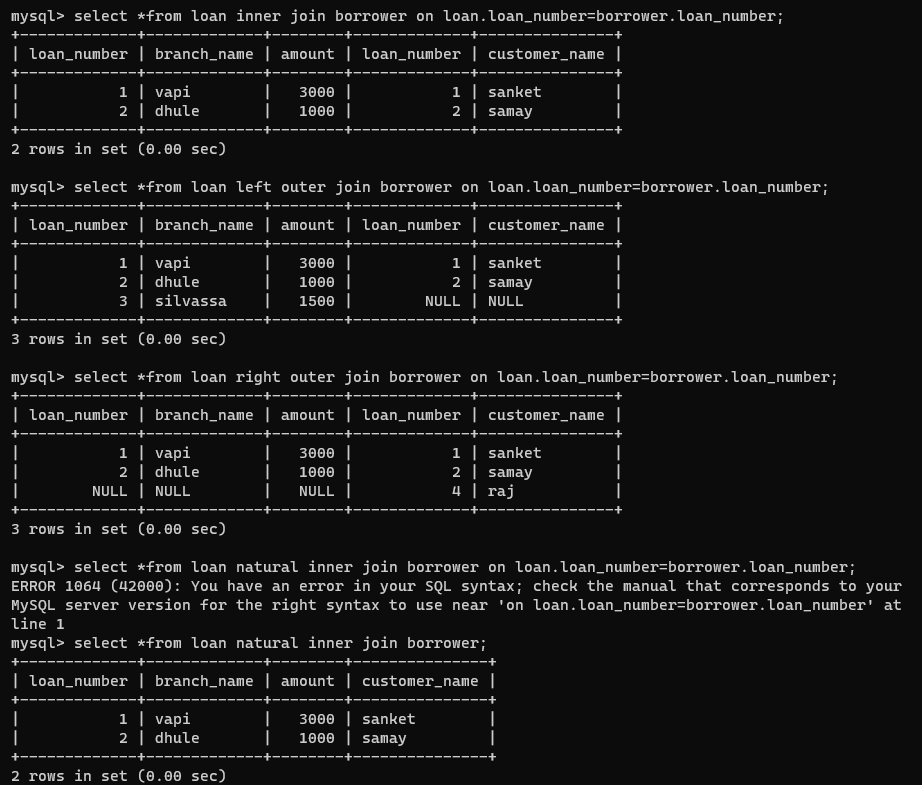 mysql> select *from loan inner join borrower on loan.loan_number=borrower.loan_number;
+-------------+-------------+--------+-------------+---------------+
| loan_number | branch_name | amount | loan_number | customer_name |
+-------------+-------------+--------+-------------+---------------+
|           1 | vapi        |   3000 |           1 | sanket        |
|           2 | dhule       |   1000 |           2 | samay         |
+-------------+-------------+--------+-------------+---------------+
2 rows in set (0.00 sec)

mysql> select *from loan left outer join borrower on loan.loan_number=borrower.loan_number;
+-------------+-------------+--------+-------------+---------------+
| loan_number | branch_name | amount | loan_number | customer_name |
+-------------+-------------+--------+-------------+---------------+
|           1 | vapi        |   3000 |           1 | sanket        |
|           2 | dhule       |   1000 |           2 | samay         |
|           3 | silvassa    |   1500 |        NULL | NULL          |
+-------------+-------------+--------+-------------+---------------+
3 rows in set (0.00 sec)

mysql> select *from loan right outer join borrower on loan.loan_number=borrower.loan_number;
+-------------+-------------+--------+-------------+---------------+
| loan_number | branch_name | amount | loan_number | customer_name |
+-------------+-------------+--------+-------------+---------------+
|           1 | vapi        |   3000 |           1 | sanket        |
|           2 | dhule       |   1000 |           2 | samay         |
|        NULL | NULL        |   NULL |           4 | raj           |
+-------------+-------------+--------+-------------+---------------+
3 rows in set (0.00 sec)

mysql> select *from loan natural inner join borrower on loan.loan_number=borrower.loan_number;
ERROR 1064 (42000): You have an error in your SQL syntax; check the manual that corresponds to your
MySQL server version for the right syntax to use near 'on loan.loan_number=borrower.loan_number' at
line 1
mysql> select *from loan natural inner join borrower;
+-------------+-------------+--------+---------------+
| loan_number | branch_name | amount | customer_name |
+-------------+-------------+--------+---------------+
|           1 | vapi        |   3000 | sanket        |
|           2 | dhule       |   1000 | samay         |
+-------------+-------------+--------+---------------+
2 rows in set (0.00 sec)